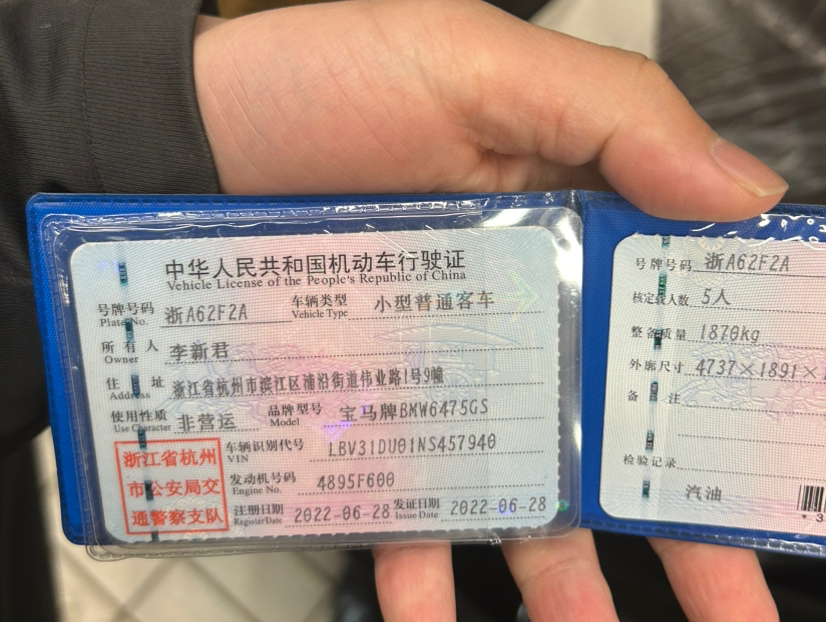 中华人民共和国机动车行驶证
Vehicle License of the People's Republic of China
号牌号码 浙A62F2A 车辆类型 小型普通客车
Plate No. Vehicle Type
所有人 李新君
Owner
住址 浙江省杭州市滨江区浦沿街道伟业路1号9幢
Address
使用性质 非营运 品牌型号 宝马牌BMW6475GS
Use Character Model
浙江省杭州
市公安局交
通警察支队
车辆识别代号 LBV31DU01NS457940
VIN
发动机号码 4895F600
Engine No.
注册日期 2022-06-28 发证日期 2022-06-28
Register Date Issue Date
号牌号码 浙A62F2A
核定载人数 5人
整备质量 1870kg
外廓尺寸 4737×1891×
备注
检验记录
汽油
* 3